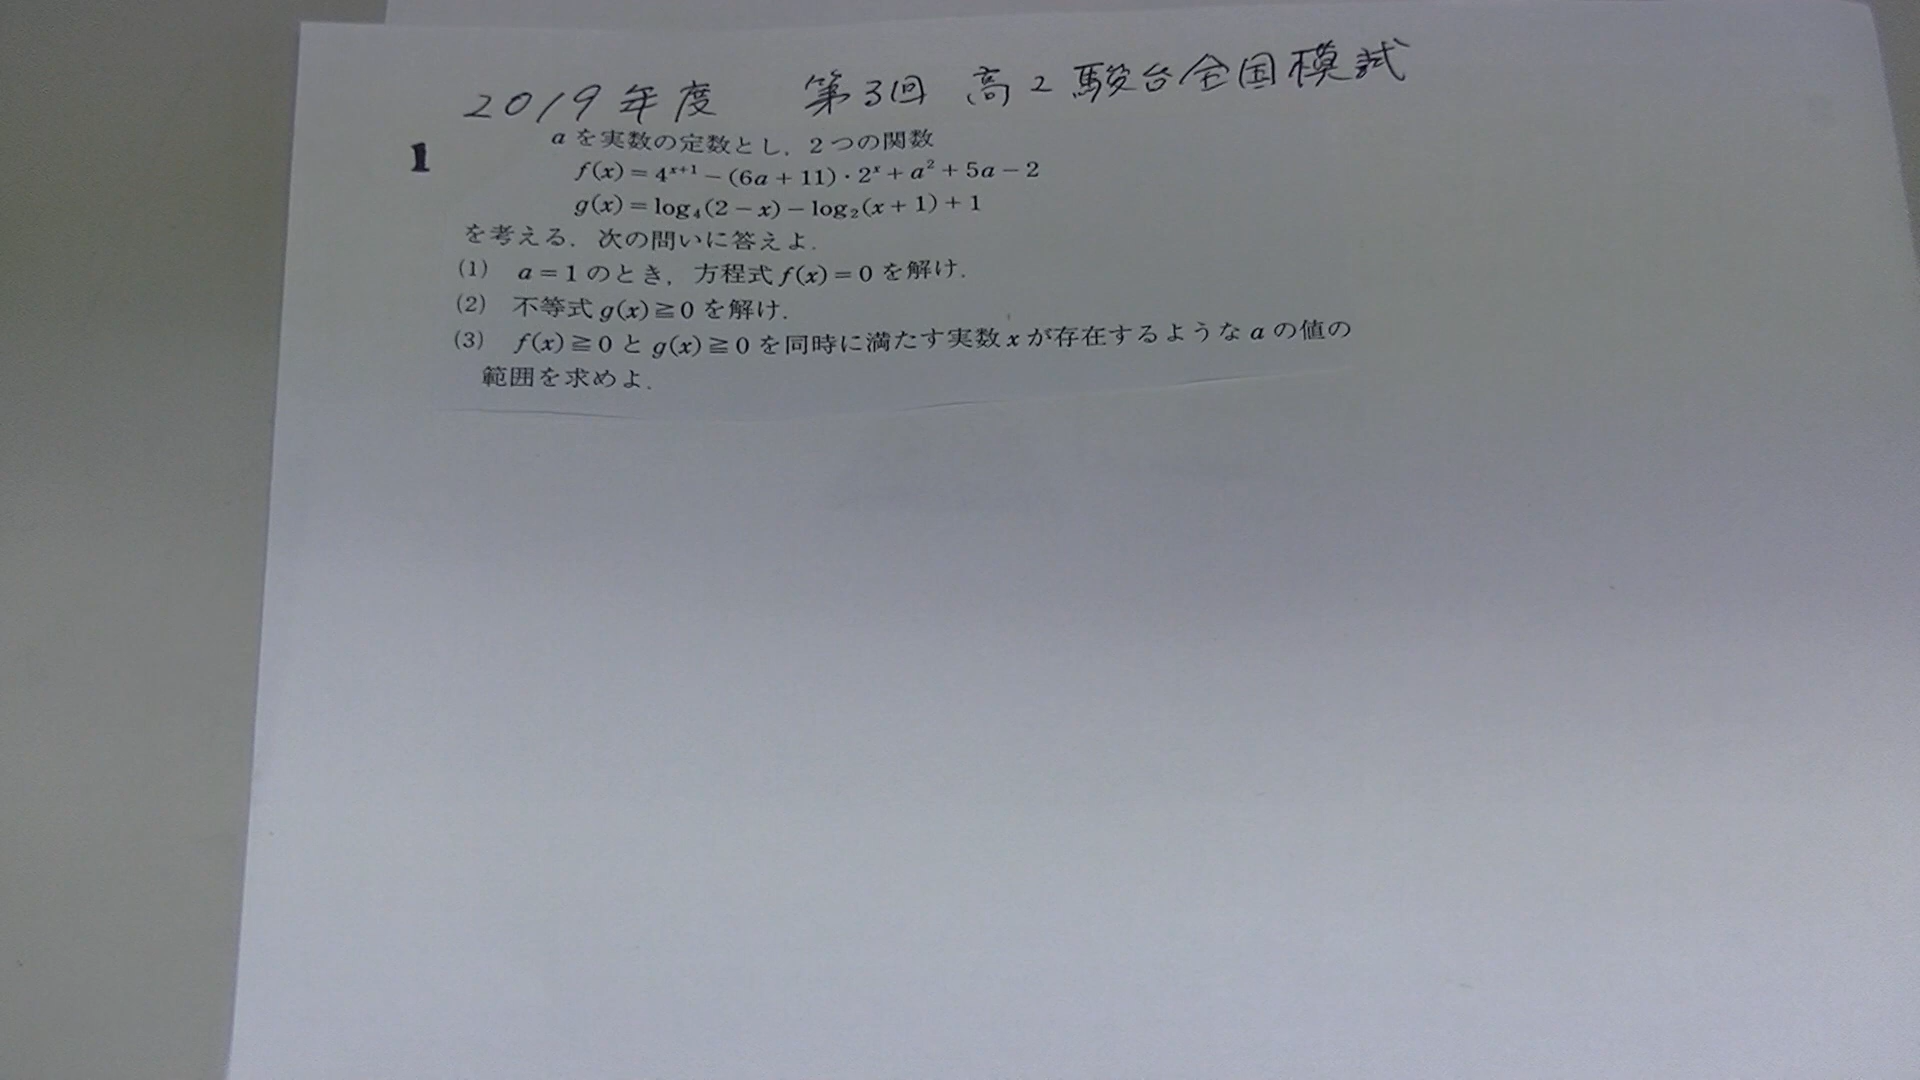 2019年度 第3回 高2駿台全国模試
1 aを実数の定数とし，2つの関数
f(x)=4^{x+1}-(6a+11)・2^x+a^2+5a-2
g(x)=log_4(2-x)-log_2(x+1)+1
を考える．次の問いに答えよ．
(1) a=1のとき，方程式f(x)=0を解け．
(2) 不等式g(x)≧0を解け．
(3) f(x)≧0とg(x)≧0を同時に満たす実数xが存在するようなaの値の
範囲を求めよ．